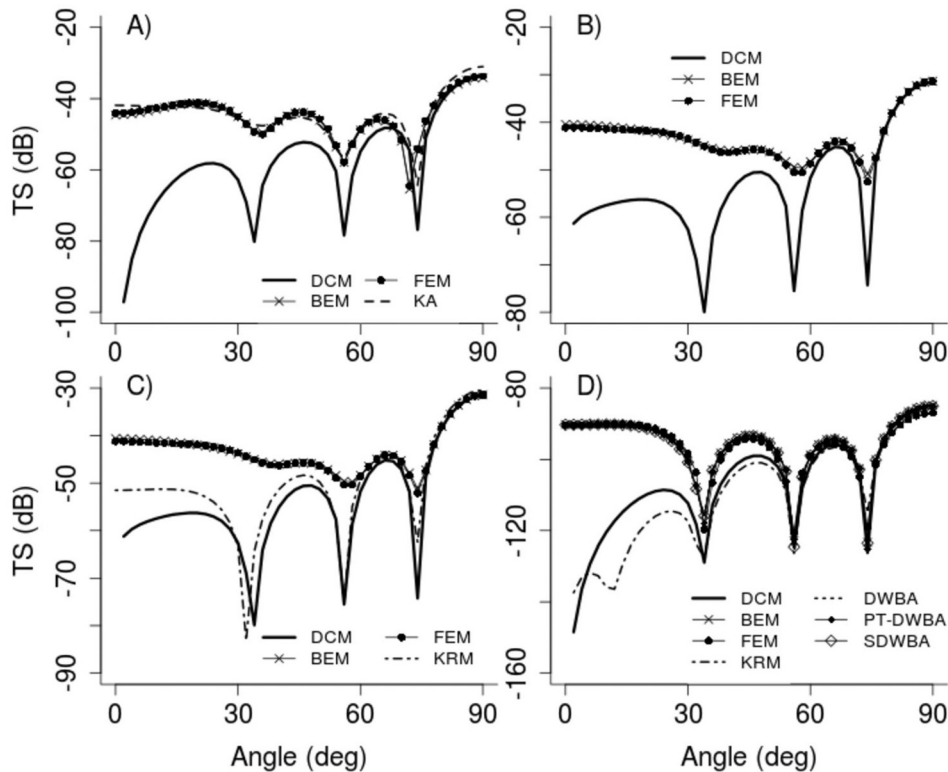 A)
TS (dB)
-20
-40
-60
-80
-100
DCM
BEM
FEM
KA
0
30
60
90
B)
-20
-40
-60
-80
DCM
BEM
FEM
0
30
60
90
C)
TS (dB)
-30
-50
-70
-90
DCM
BEM
FEM
KRM
0
30
60
90
Angle (deg)
D)
-80
-120
-160
DCM
BEM
FEM
KRM
DWBA
PT-DWBA
SDWBA
0
30
60
90
Angle (deg)